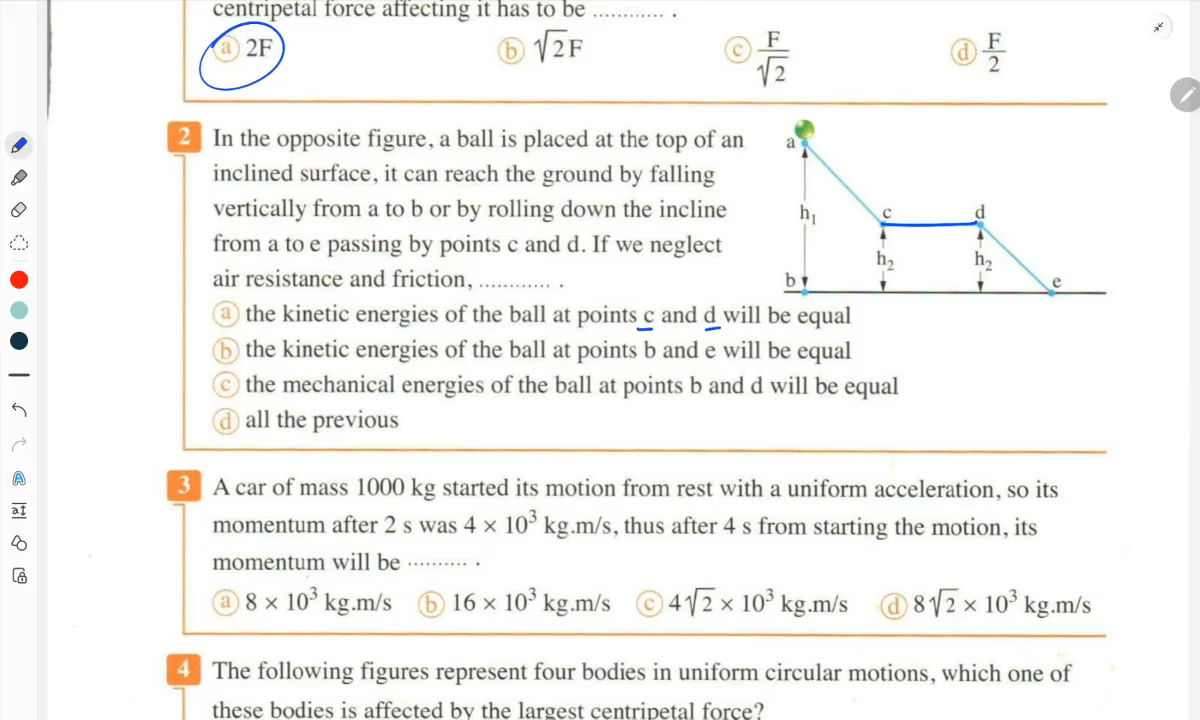 centripetal force affecting it has to be ............ .
ⓐ 2F ⓑ √2 F ⓒ F/√2 ⓓ F/2
2 In the opposite figure, a ball is placed at the top of an
inclined surface, it can reach the ground by falling
vertically from a to b or by rolling down the incline
from a to e passing by points c and d. If we neglect
air resistance and friction, ............ .
a
h₁
b
c
h₂
d
h₂
e
ⓐ the kinetic energies of the ball at points c and d will be equal
ⓑ the kinetic energies of the ball at points b and e will be equal
ⓒ the mechanical energies of the ball at points b and d will be equal
ⓓ all the previous
3 A car of mass 1000 kg started its motion from rest with a uniform acceleration, so its
momentum after 2 s was 4 × 10³ kg.m/s, thus after 4 s from starting the motion, its
momentum will be .......... .
ⓐ 8 × 10³ kg.m/s ⓑ 16 × 10³ kg.m/s ⓒ 4√2 × 10³ kg.m/s ⓓ 8√2 × 10³ kg.m/s
4 The following figures represent four bodies in uniform circular motions, which one of
these bodies is affected by the largest centripetal force?